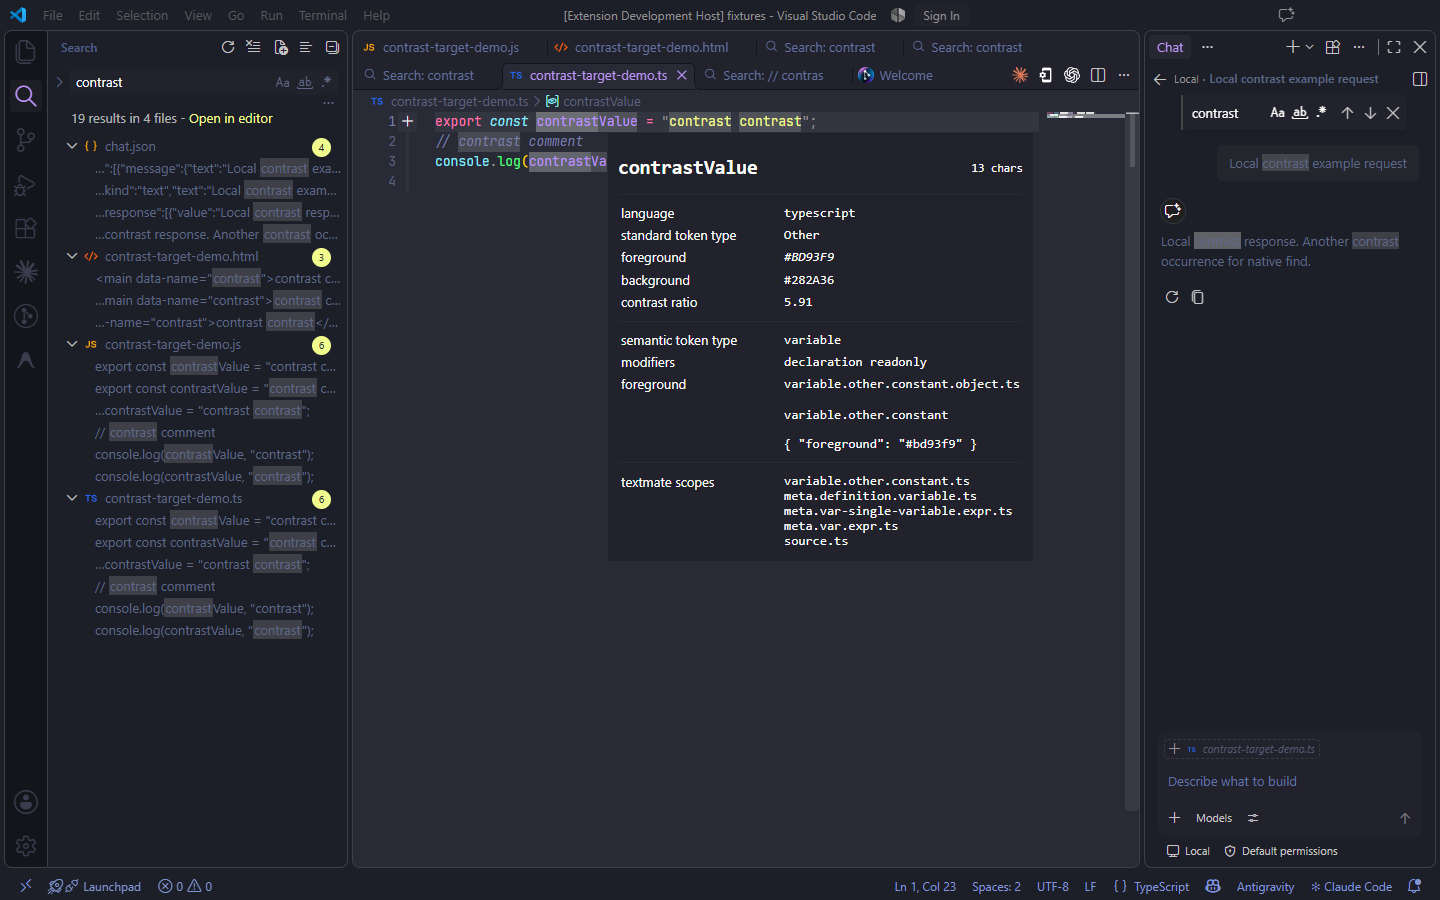 File Edit Selection View Go Run Terminal Help
[Extension Development Host] fixtures - Visual Studio Code
Sign In
Search
contrast
Aa ab .*
19 results in 4 files - Open in editor
{ } chat.json 4
...":[{"message":{"text":"Local contrast exa...
...kind":"text","text":"Local contrast exam...
...response":[{"value":"Local contrast resp...
...contrast response. Another contrast oc...
contrast-target-demo.html 3
<main data-name="contrast">contrast c...
...main data-name="contrast">contrast c...
...-name="contrast">contrast contrast</...
JS contrast-target-demo.js 6
export const contrastValue = "contrast c...
export const contrastValue = "contrast c...
...contrastValue = "contrast contrast";
// contrast comment
console.log(contrastValue, "contrast");
console.log(contrastValue, "contrast");
TS contrast-target-demo.ts 6
export const contrastValue = "contrast c...
export const contrastValue = "contrast c...
...contrastValue = "contrast contrast";
// contrast comment
console.log(contrastValue, "contrast");
console.log(contrastValue, "contrast");
JS contrast-target-demo.js
contrast-target-demo.html
Search: contrast
Search: contrast
Search: contrast
TS contrast-target-demo.ts
Search: // contras
Welcome
TS contrast-target-demo.ts > contrastValue
1 export const contrastValue = "contrast contrast";
2 // contrast comment
3 console.log(contrastVa
4
contrastValue 13 chars
language typescript
standard token type Other
foreground #BD93F9
background #282A36
contrast ratio 5.91
semantic token type variable
modifiers declaration readonly
foreground variable.other.constant.object.ts
variable.other.constant
{ "foreground": "#bd93f9" }
textmate scopes variable.other.constant.ts
meta.definition.variable.ts
meta.var-single-variable.expr.ts
meta.var.expr.ts
source.ts
Chat
Local · Local contrast example request
contrast Aa ab .*
Local contrast example request
Local contrast response. Another contrast
occurrence for native find.
TS contrast-target-demo.ts
Describe what to build
Models
Local Default permissions
Launchpad 0 0
Ln 1, Col 23 Spaces: 2 UTF-8 LF { } TypeScript Antigravity Claude Code